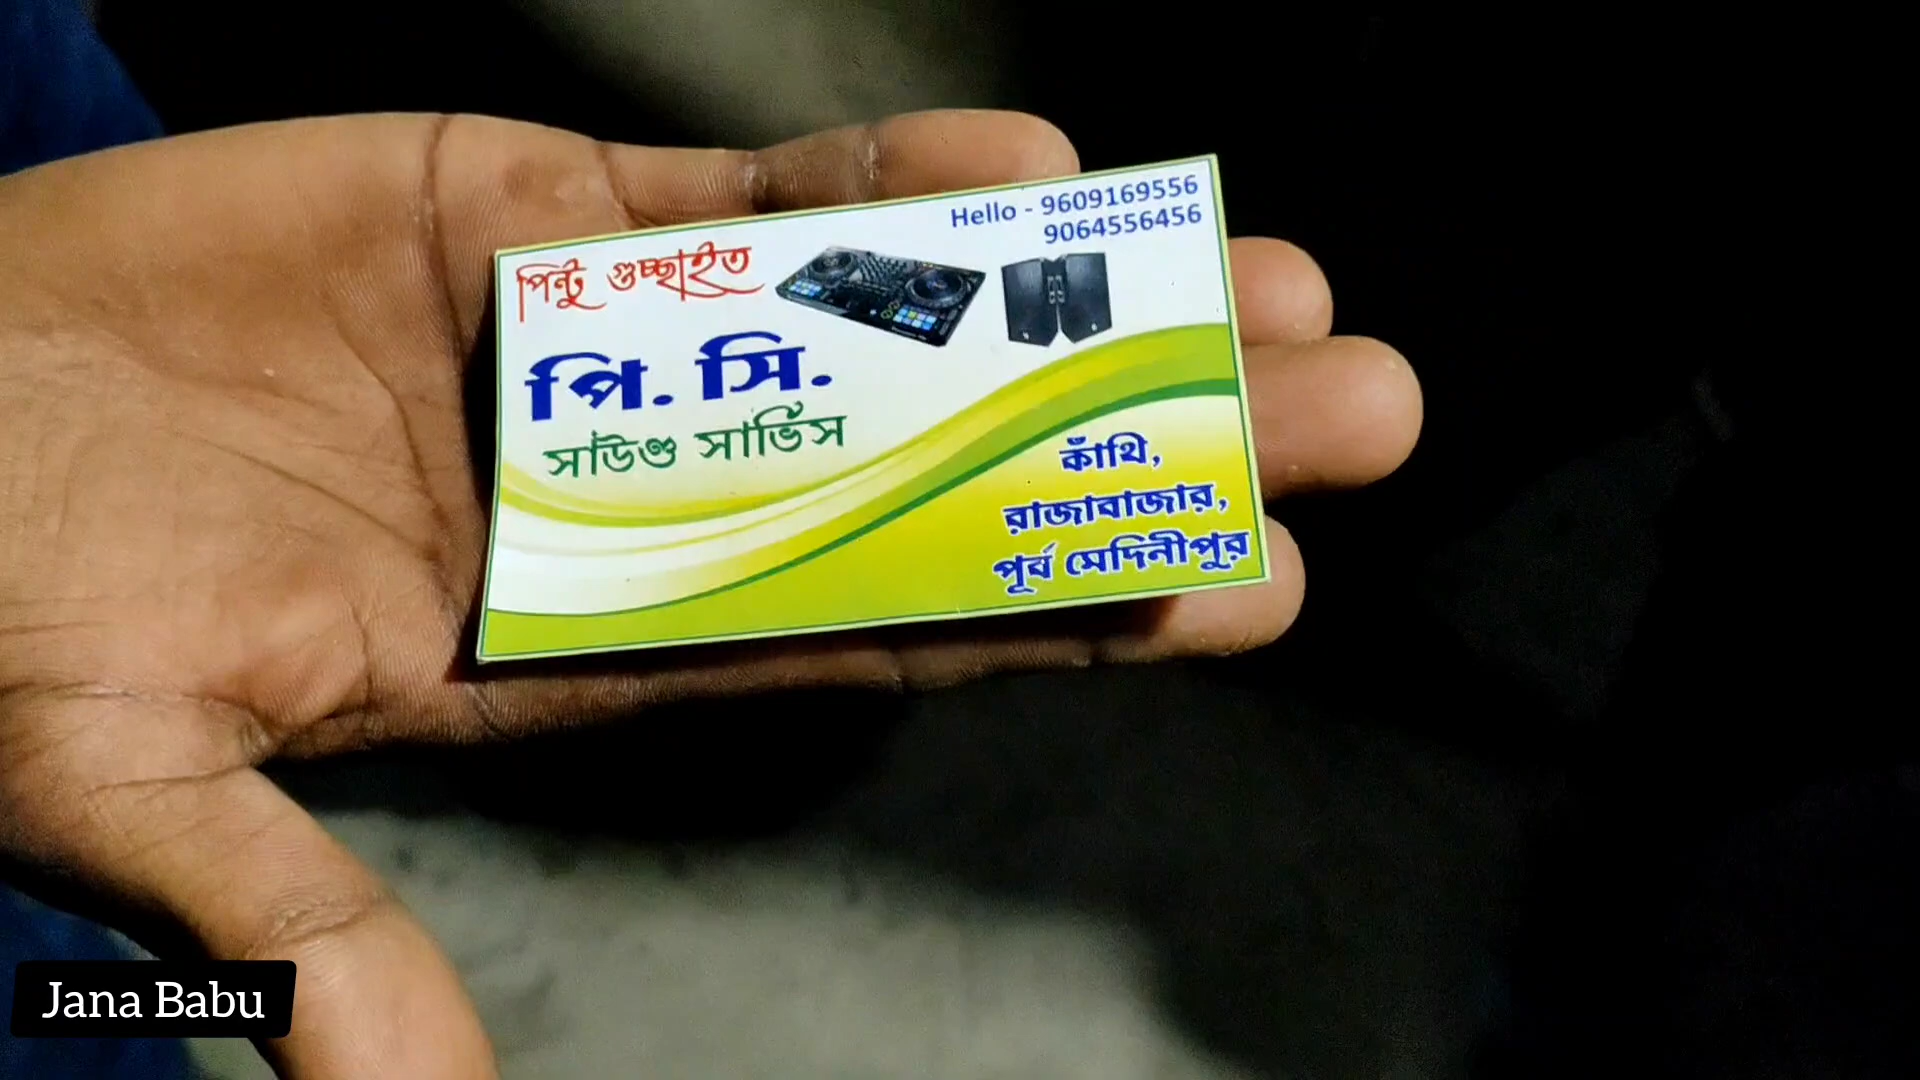 Hello - 9609169556
9064556456
পিন্টু গুচ্ছাইত
পি. সি.
সাউণ্ড সার্ভিস
কাঁথি,
রাজাবাজার,
পূর্ব মেদিনীপুর
Jana Babu